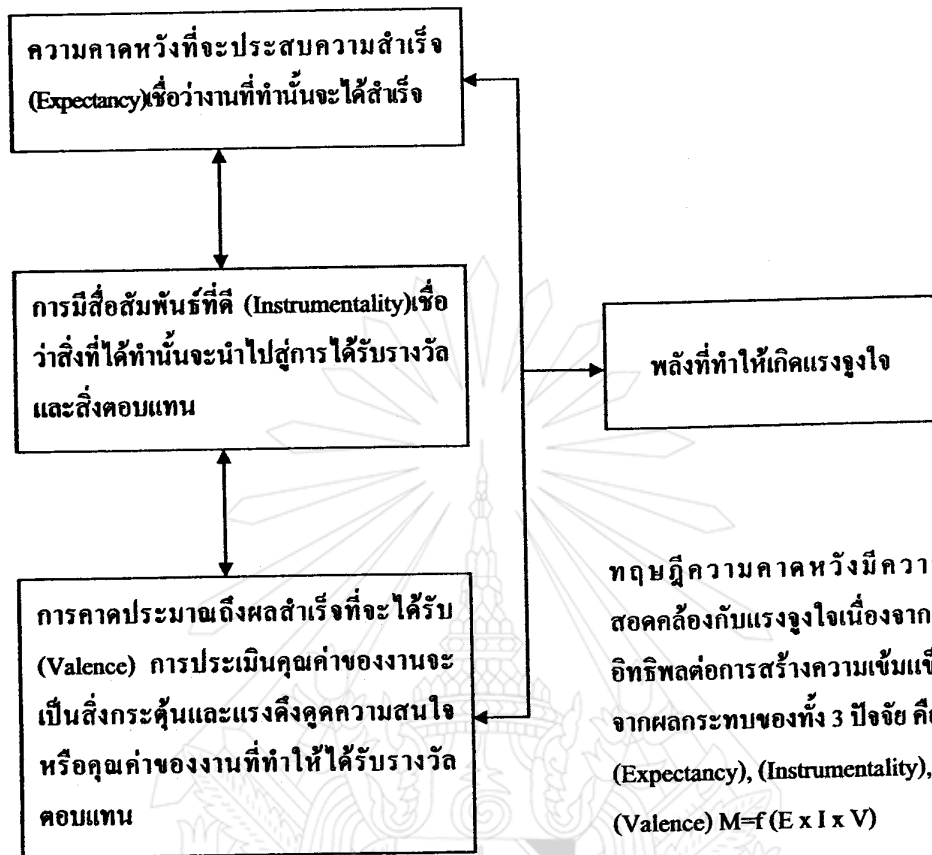 ความคาดหวังที่จะประสบความสำเร็จ
(Expectancy)เชื่อว่างานที่ทำนั้นจะได้สำเร็จ
การมีสื่อสัมพันธ์ที่ดี (Instrumentality)เชื่อ
ว่าสิ่งที่ได้ทำนั้นจะนำไปสู่การได้รับรางวัล
และสิ่งตอบแทน
พลังที่ทำให้เกิดแรงจูงใจ
การคาดประมาณถึงผลสำเร็จที่จะได้รับ
(Valence) การประเมินคุณค่าของงานจะ
เป็นสิ่งกระตุ้นและแรงดึงดูดความสนใจ
หรือคุณค่าของงานที่ทำให้ได้รับรางวัล
ตอบแทน
ทฤษฎีความคาดหวังมีความ
สอดคล้องกับแรงจูงใจเนื่องจาก
อิทธิพลต่อการสร้างความเข้มแข็
จากผลกระทบของทั้ง 3 ปัจจัย คือ
(Expectancy), (Instrumentality),
(Valence) M=f (E x I x V)